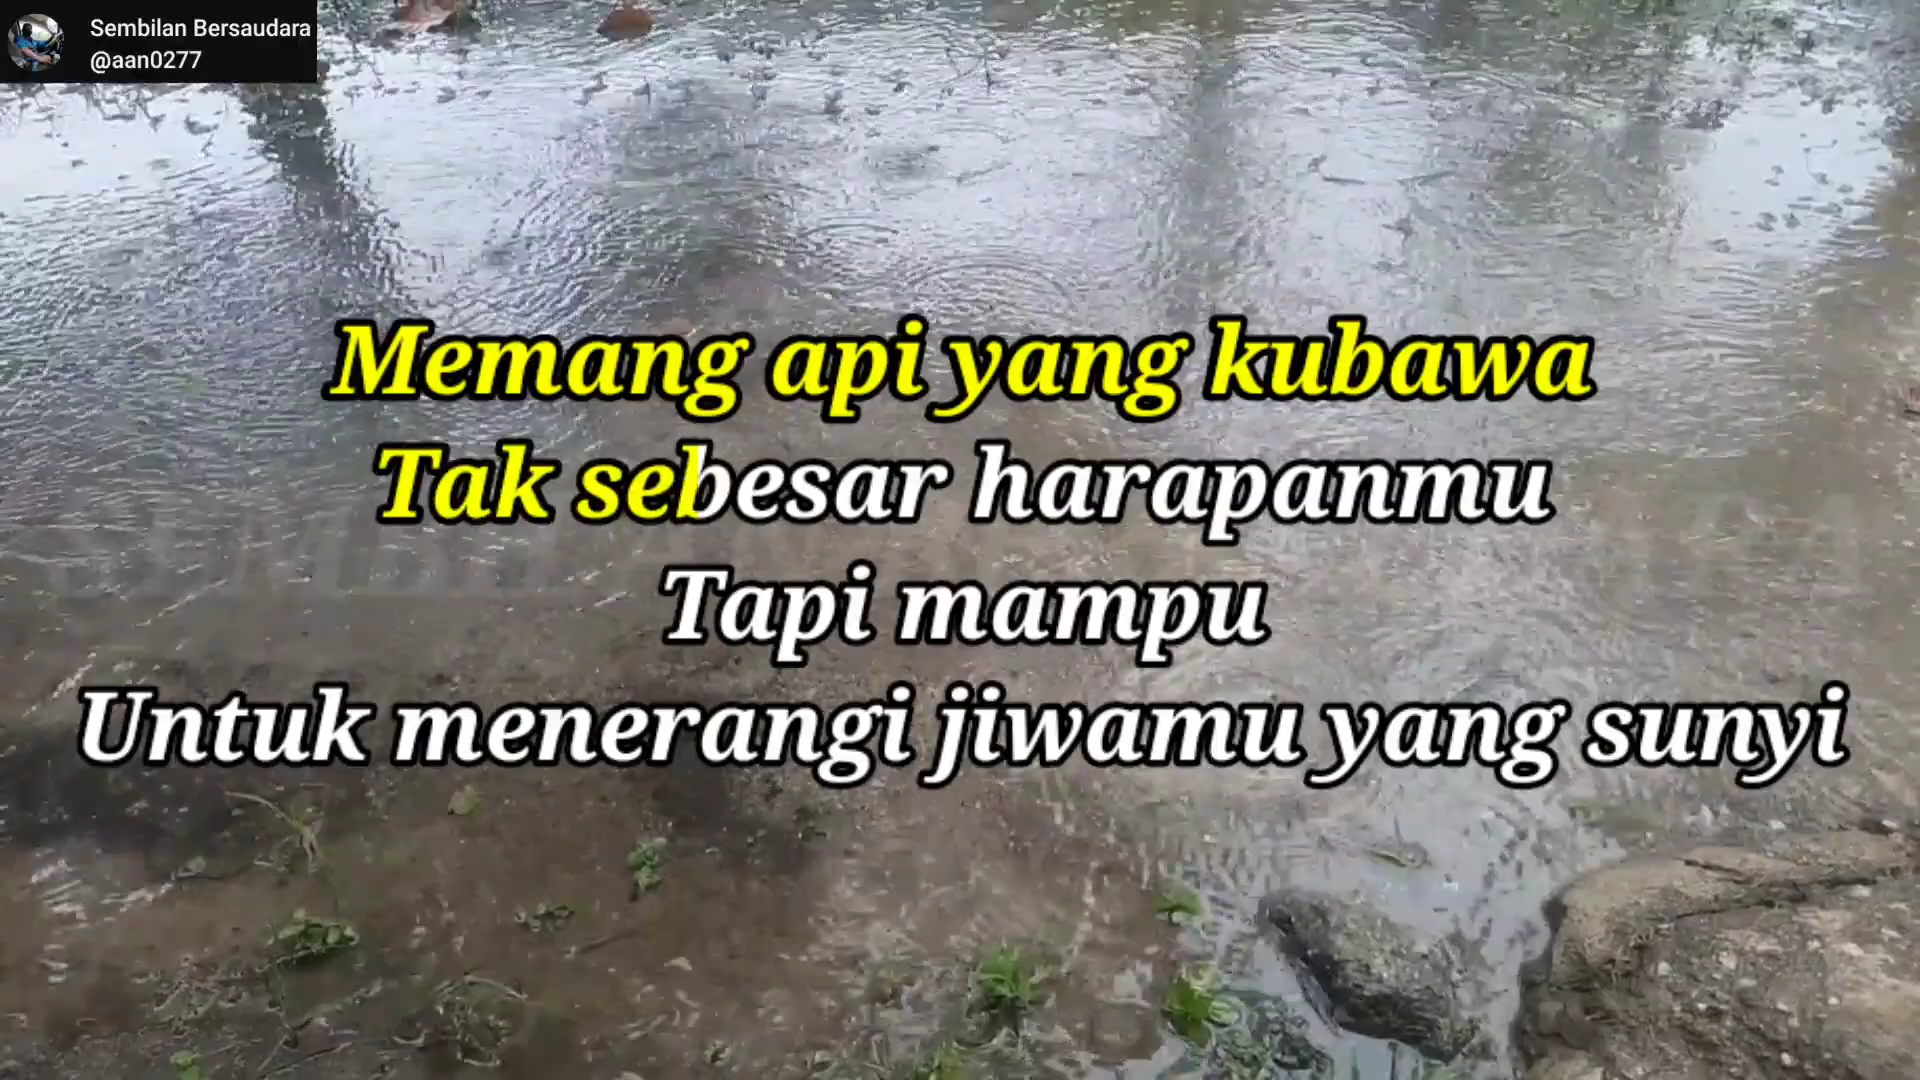 Sembilan Bersaudara
@aan0277
Memang api yang kubawa
Tak sebesar harapanmu
Tapi mampu
Untuk menerangi jiwamu yang sunyi